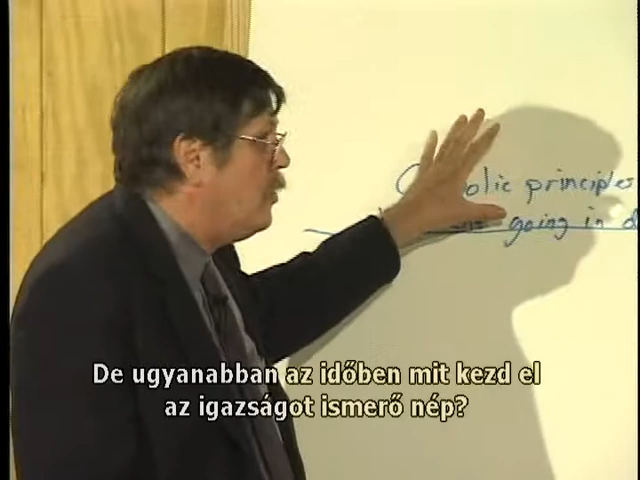 olic principles
going in
De ugyanabban az időben mit kezd el
az igazságot ismerő nép?